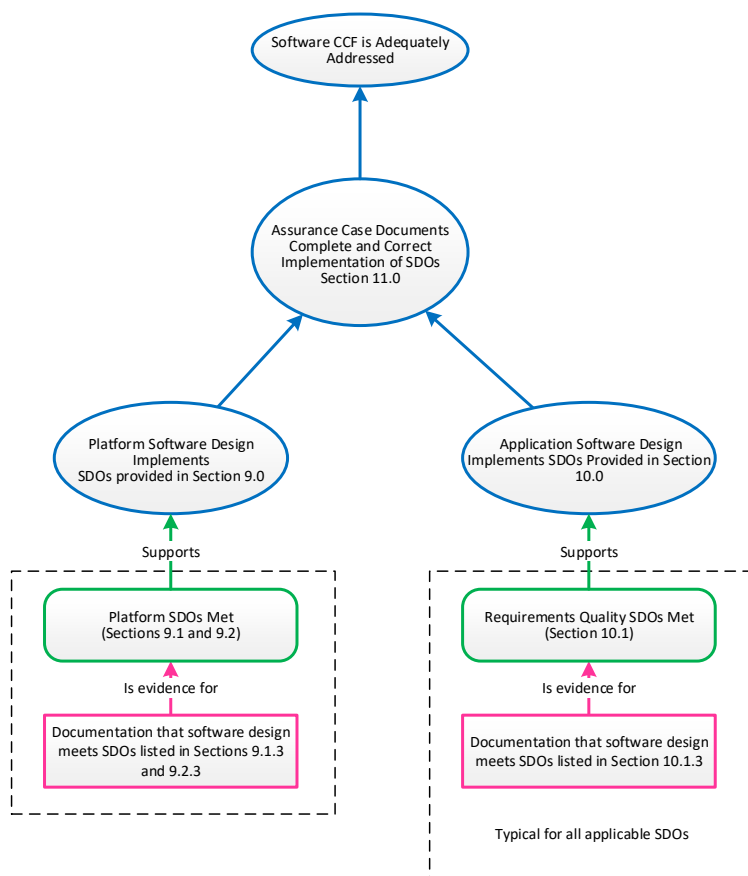 Software CCF is Adequately
Addressed
Assurance Case Documents
Complete and Correct
Implementation of SDOs
Section 11.0
Platform Software Design
Implements
SDOs provided in Section 9.0
Application Software Design
Implements SDOs Provided in Section
10.0
Supports
Supports
Platform SDOs Met
(Sections 9.1 and 9.2)
Requirements Quality SDOs Met
(Section 10.1)
Is evidence for
Is evidence for
Documentation that software design
meets SDOs listed in Sections 9.1.3
and 9.2.3
Documentation that software design
meets SDOs listed in Section 10.1.3
Typical for all applicable SDOs